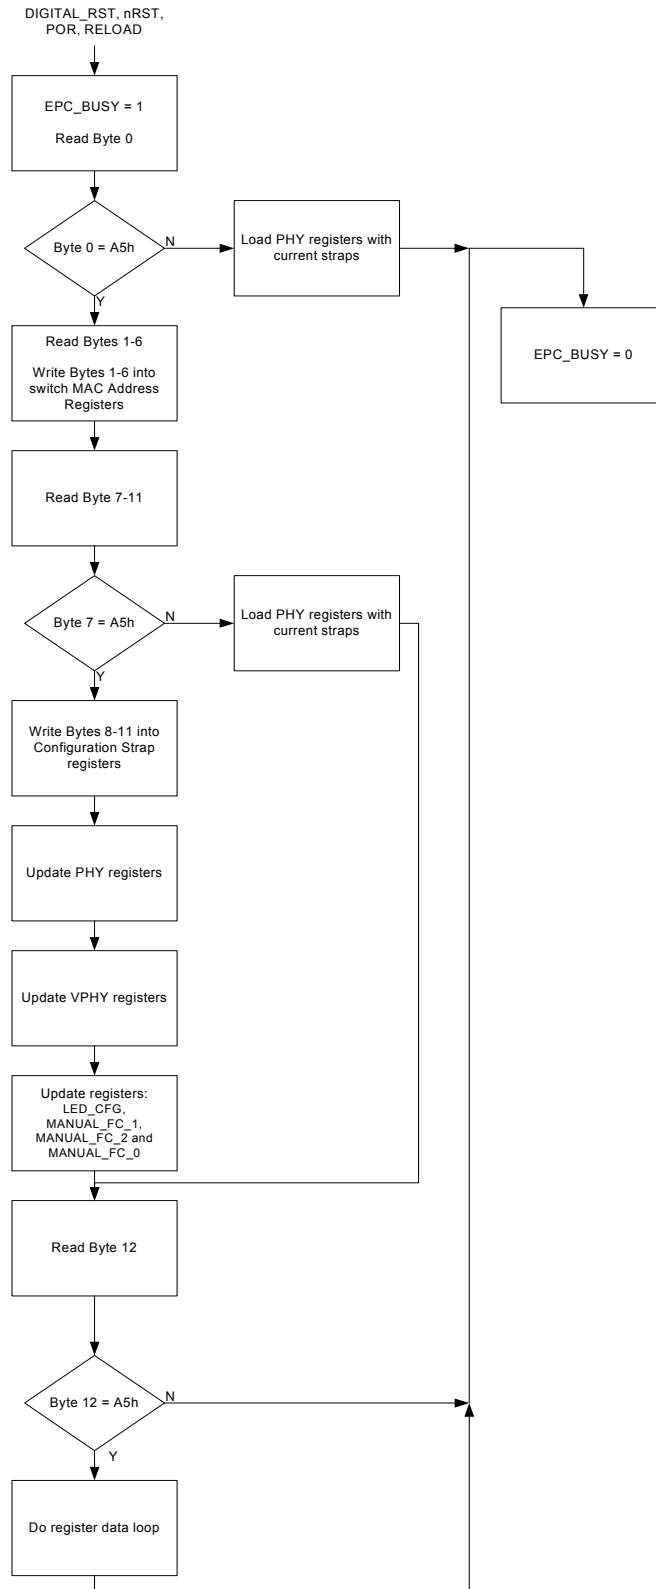 DIGITAL_RST, nRST,
POR, RELOAD
EPC_BUSY = 1
Read Byte 0
Byte 0 = A5h
N
Load PHY registers with
current straps
Y
EPC_BUSY = 0
Read Bytes 1-6
Write Bytes 1-6 into
switch MAC Address
Registers
Read Byte 7-11
Byte 7 = A5h
N
Load PHY registers with
current straps
Y
Write Bytes 8-11 into
Configuration Strap
registers
Update PHY registers
Update VPHY registers
Update registers:
LED_CFG,
MANUAL_FC_1,
MANUAL_FC_2 and
MANUAL_FC_0
Read Byte 12
Byte 12 = A5h
N
Y
Do register data loop